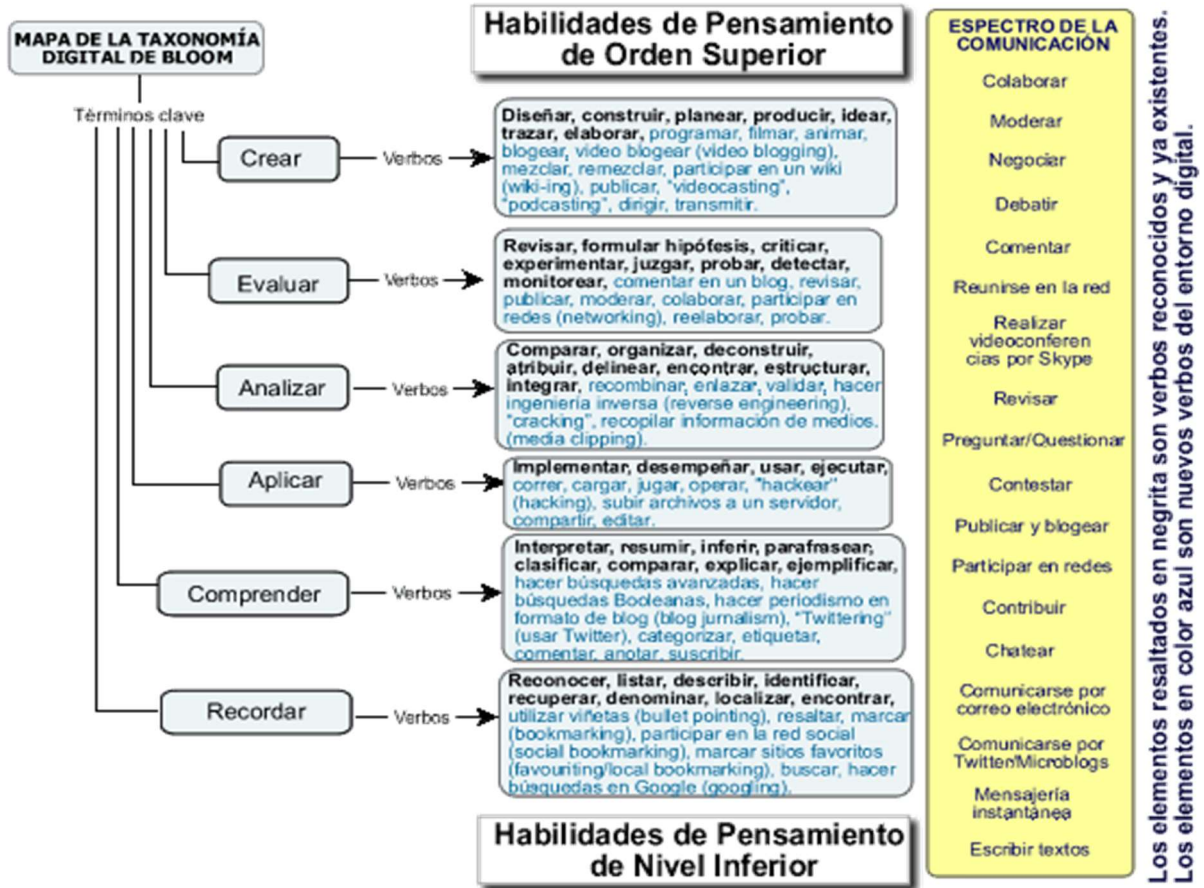 MAPA DE LA TAXONOMÍA
DIGITAL DE BLOOM
Términos clave
Habilidades de Pensamiento
de Orden Superior
Crear
Verbos
Diseñar, construir, planear, producir, idear,
trazar, elaborar, programar, filmar, animar,
blogear, video blogear (video blogging),
mezclar, remezclar, participar en un wiki
(wiki-ing), publicar, "videocasting",
"podcasting", dirigir, transmitir.
Evaluar
Verbos
Revisar, formular hipótesis, criticar,
experimentar, juzgar, probar, detectar,
monitorear, comentar en un blog, revisar,
publicar, moderar, colaborar, participar en
redes (networking), reelaborar, probar.
Analizar
Verbos
Comparar, organizar, deconstruir,
atribuir, delinear, encontrar, estructurar,
integrar, recombinar, enlazar, validar, hacer
ingeniería inversa (reverse engineering),
"cracking", recopilar información de medios.
(media clipping).
Aplicar
Verbos
Implementar, desempeñar, usar, ejecutar,
correr, cargar, jugar, operar, "hackear"
(hacking), subir archivos a un servidor,
compartir, editar.
Comprender
Verbos
Interpretar, resumir, inferir, parafrasear,
clasificar, comparar, explicar, ejemplificar,
hacer búsquedas avanzadas, hacer
búsquedas Booleanas, hacer periodismo en
formato de blog (blog jurnalism), "Twittering"
(usar Twitter), categorizar, etiquetar,
comentar, anotar, suscribir.
Recordar
Verbos
Reconocer, listar, describir, identificar,
recuperar, denominar, localizar, encontrar,
utilizar viñetas (bullet pointing), resaltar, marcar
(bookmarking), participar en la red social
(social bookmarking), marcar sitios favoritos
(favouriting/local bookmarking), buscar, hacer
búsquedas en Google (googling).
Habilidades de Pensamiento
de Nivel Inferior
ESPECTRO DE LA
COMUNICACIÓN
Colaborar
Moderar
Negociar
Debatir
Comentar
Reunirse en la red
Realizar
videoconferen
cias por Skype
Revisar
Preguntar/Questionar
Contestar
Publicar y blogear
Participar en redes
Contribuir
Chatear
Comunicarse por
correo electrónico
Comunicarse por
Twitter/Microblogs
Mensajería
instantánea
Escribir textos
Los elementos resaltados en negrita son verbos reconocidos y ya existentes.
Los elementos en color azul son nuevos verbos del entorno digital.